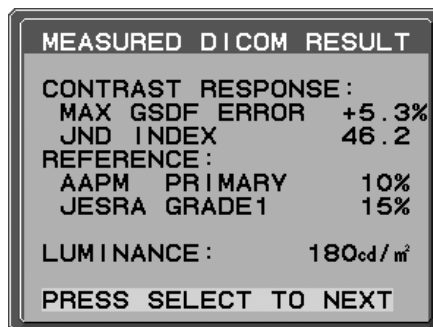 MEASURED DICOM RESULT
CONTRAST RESPONSE:
MAX GSDF ERROR +5.3%
JND INDEX 46.2
REFERENCE:
AAPM PRIMARY 10%
JESRA GRADE1 15%
LUMINANCE: 180cd/㎡
PRESS SELECT TO NEXT